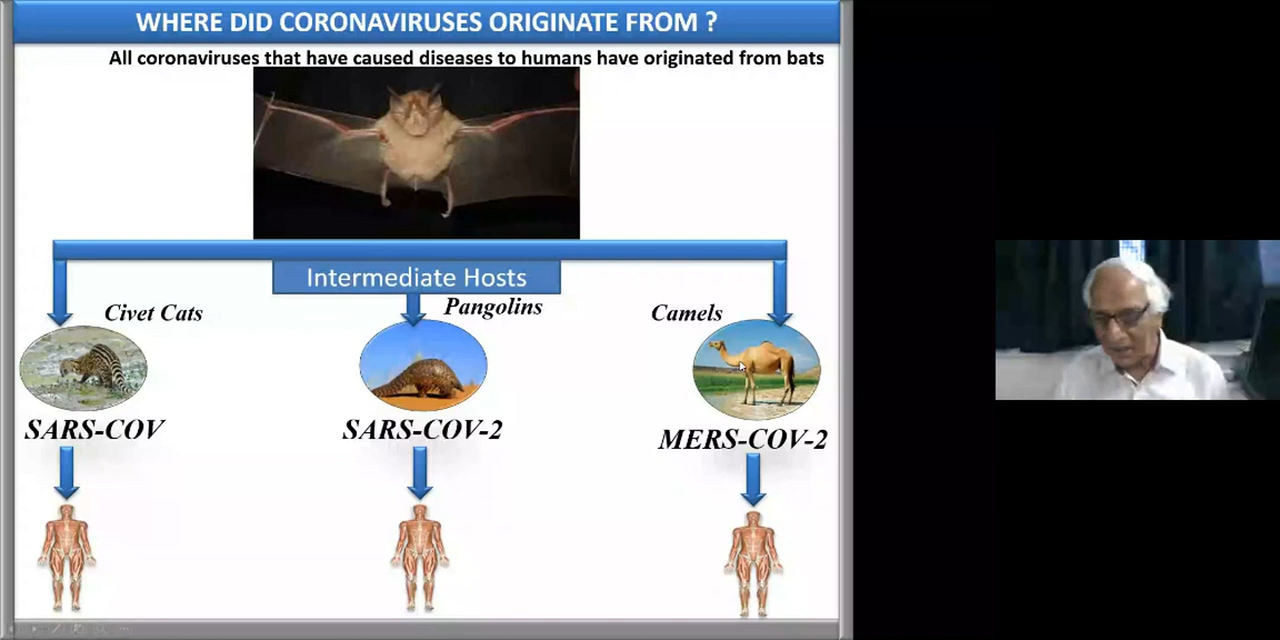 WHERE DID CORONAVIRUSES ORIGINATE FROM ?
All coronaviruses that have caused diseases to humans have originated from bats
Intermediate Hosts
Civet Cats
Pangolins
Camels
SARS-COV
SARS-COV-2
MERS-COV-2